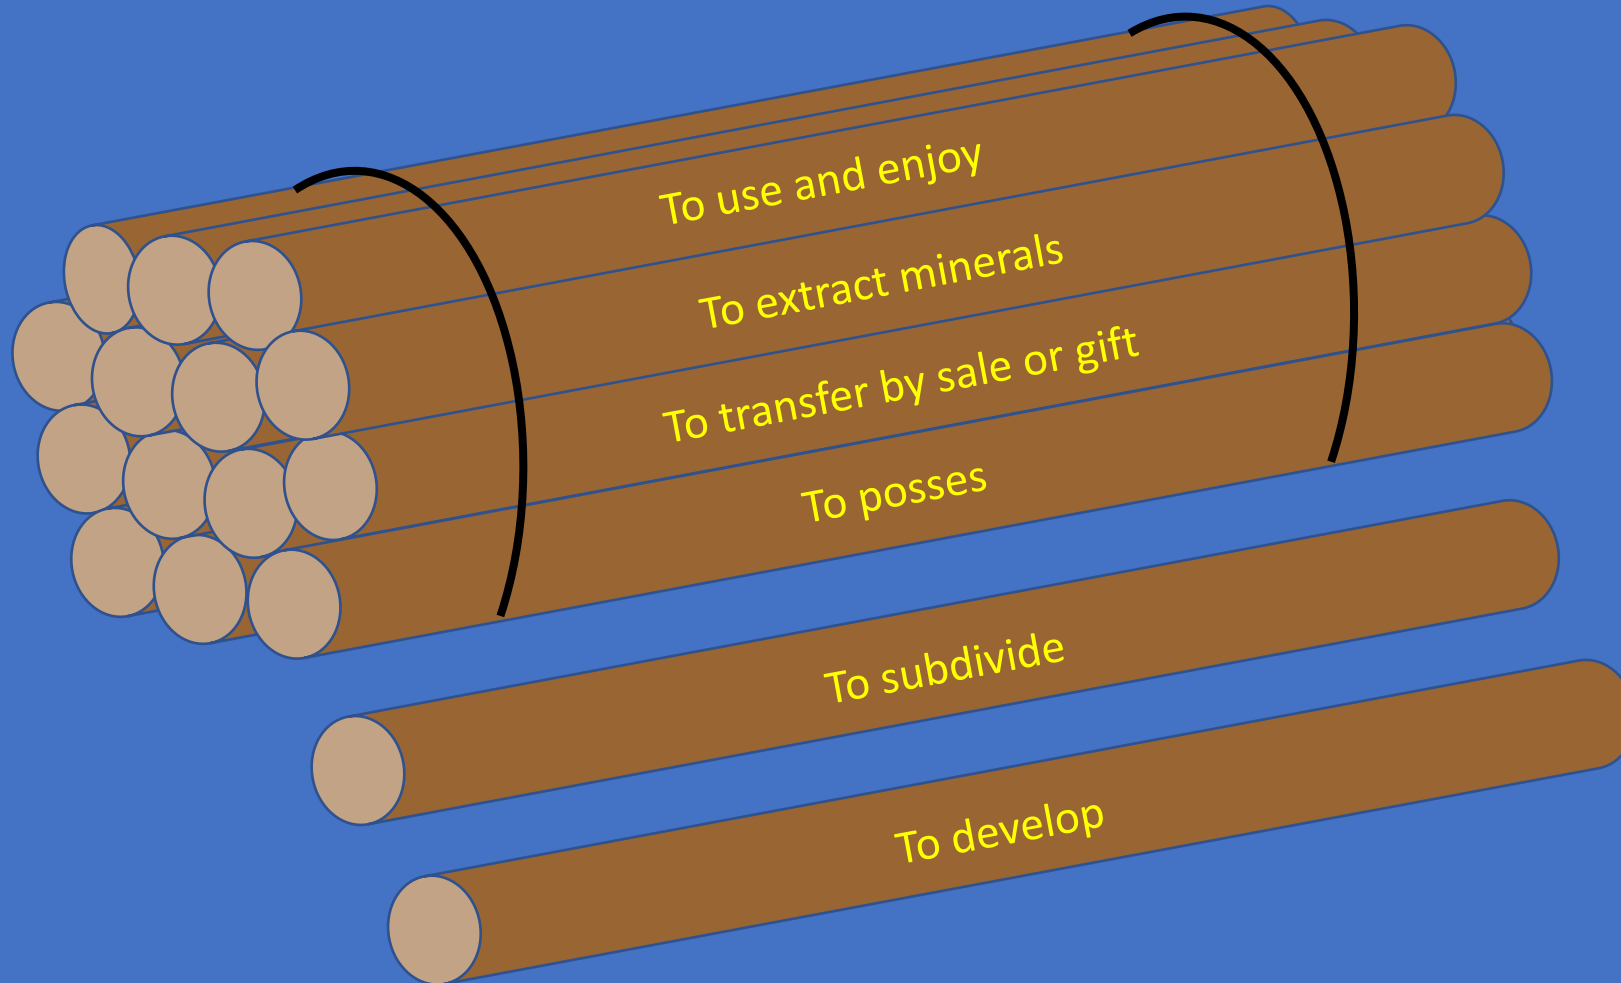 To use and enjoy
To extract minerals
To transfer by sale or gift
To posses
To subdivide
To develop